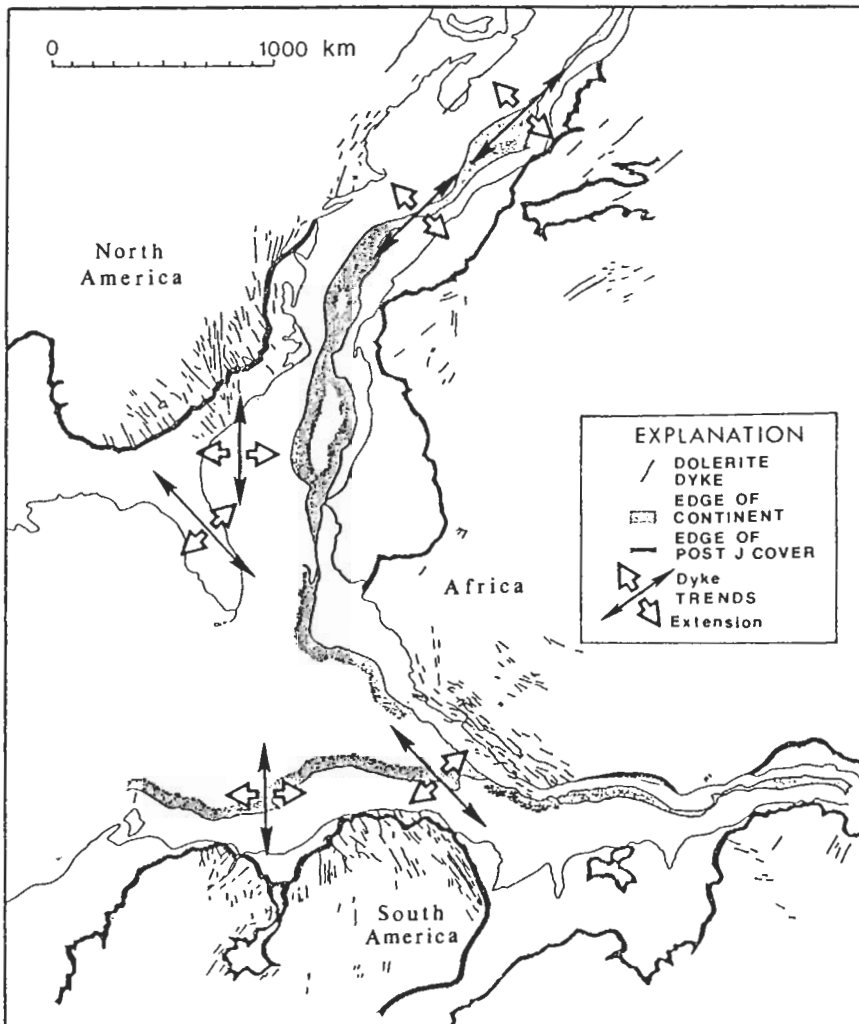 0 1000 km
North
America
EXPLANATION
DOLERITE
DYKE
EDGE OF
CONTINENT
EDGE OF
POST J COVER
Dyke
TRENDS
Extension
Africa
South
America